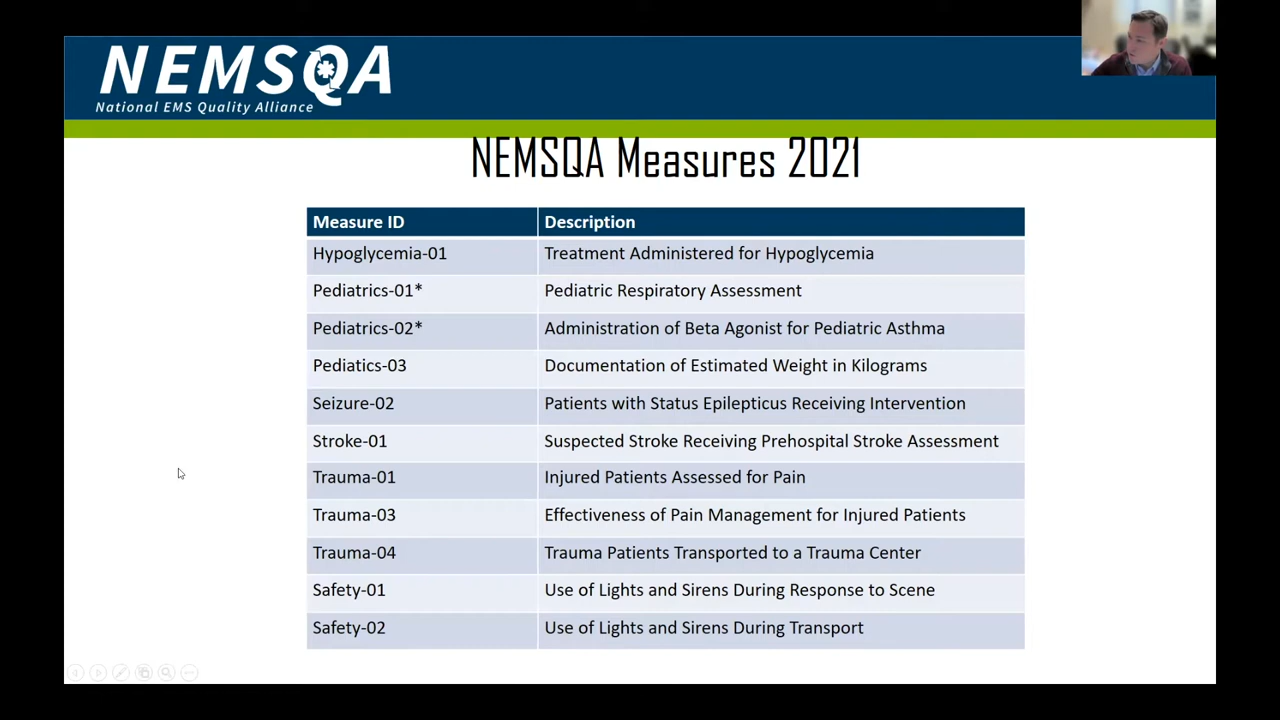 NEMSQA
National EMS Quality Alliance
NEMSQA Measures 2021
Measure ID Description
Hypoglycemia-01 Treatment Administered for Hypoglycemia
Pediatrics-01* Pediatric Respiratory Assessment
Pediatrics-02* Administration of Beta Agonist for Pediatric Asthma
Pediatics-03 Documentation of Estimated Weight in Kilograms
Seizure-02 Patients with Status Epilepticus Receiving Intervention
Stroke-01 Suspected Stroke Receiving Prehospital Stroke Assessment
Trauma-01 Injured Patients Assessed for Pain
Trauma-03 Effectiveness of Pain Management for Injured Patients
Trauma-04 Trauma Patients Transported to a Trauma Center
Safety-01 Use of Lights and Sirens During Response to Scene
Safety-02 Use of Lights and Sirens During Transport